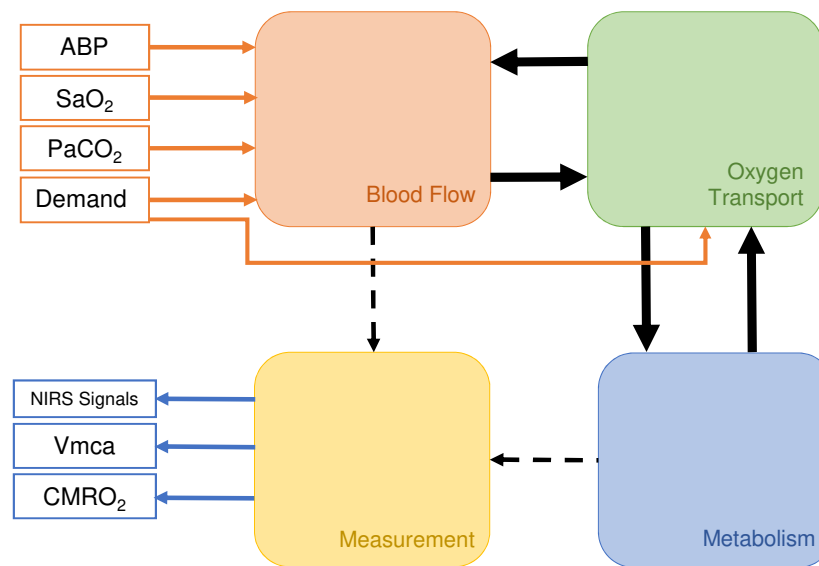 ABP
SaO₂
PaCO₂
Demand
Blood Flow
Oxygen
Transport
NIRS Signals
Vmca
CMRO₂
Measurement
Metabolism